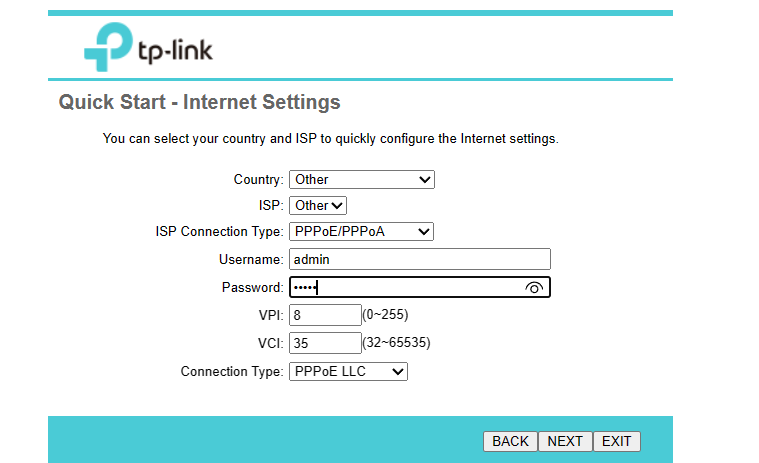 tp-link
Quick Start - Internet Settings
You can select your country and ISP to quickly configure the Internet settings.
Country: Other
ISP: Other
ISP Connection Type: PPPoE/PPPoA
Username: admin
Password: •••••
VPI: 8 (0~255)
VCI: 35 (32~65535)
Connection Type: PPPoE LLC
BACK NEXT EXIT